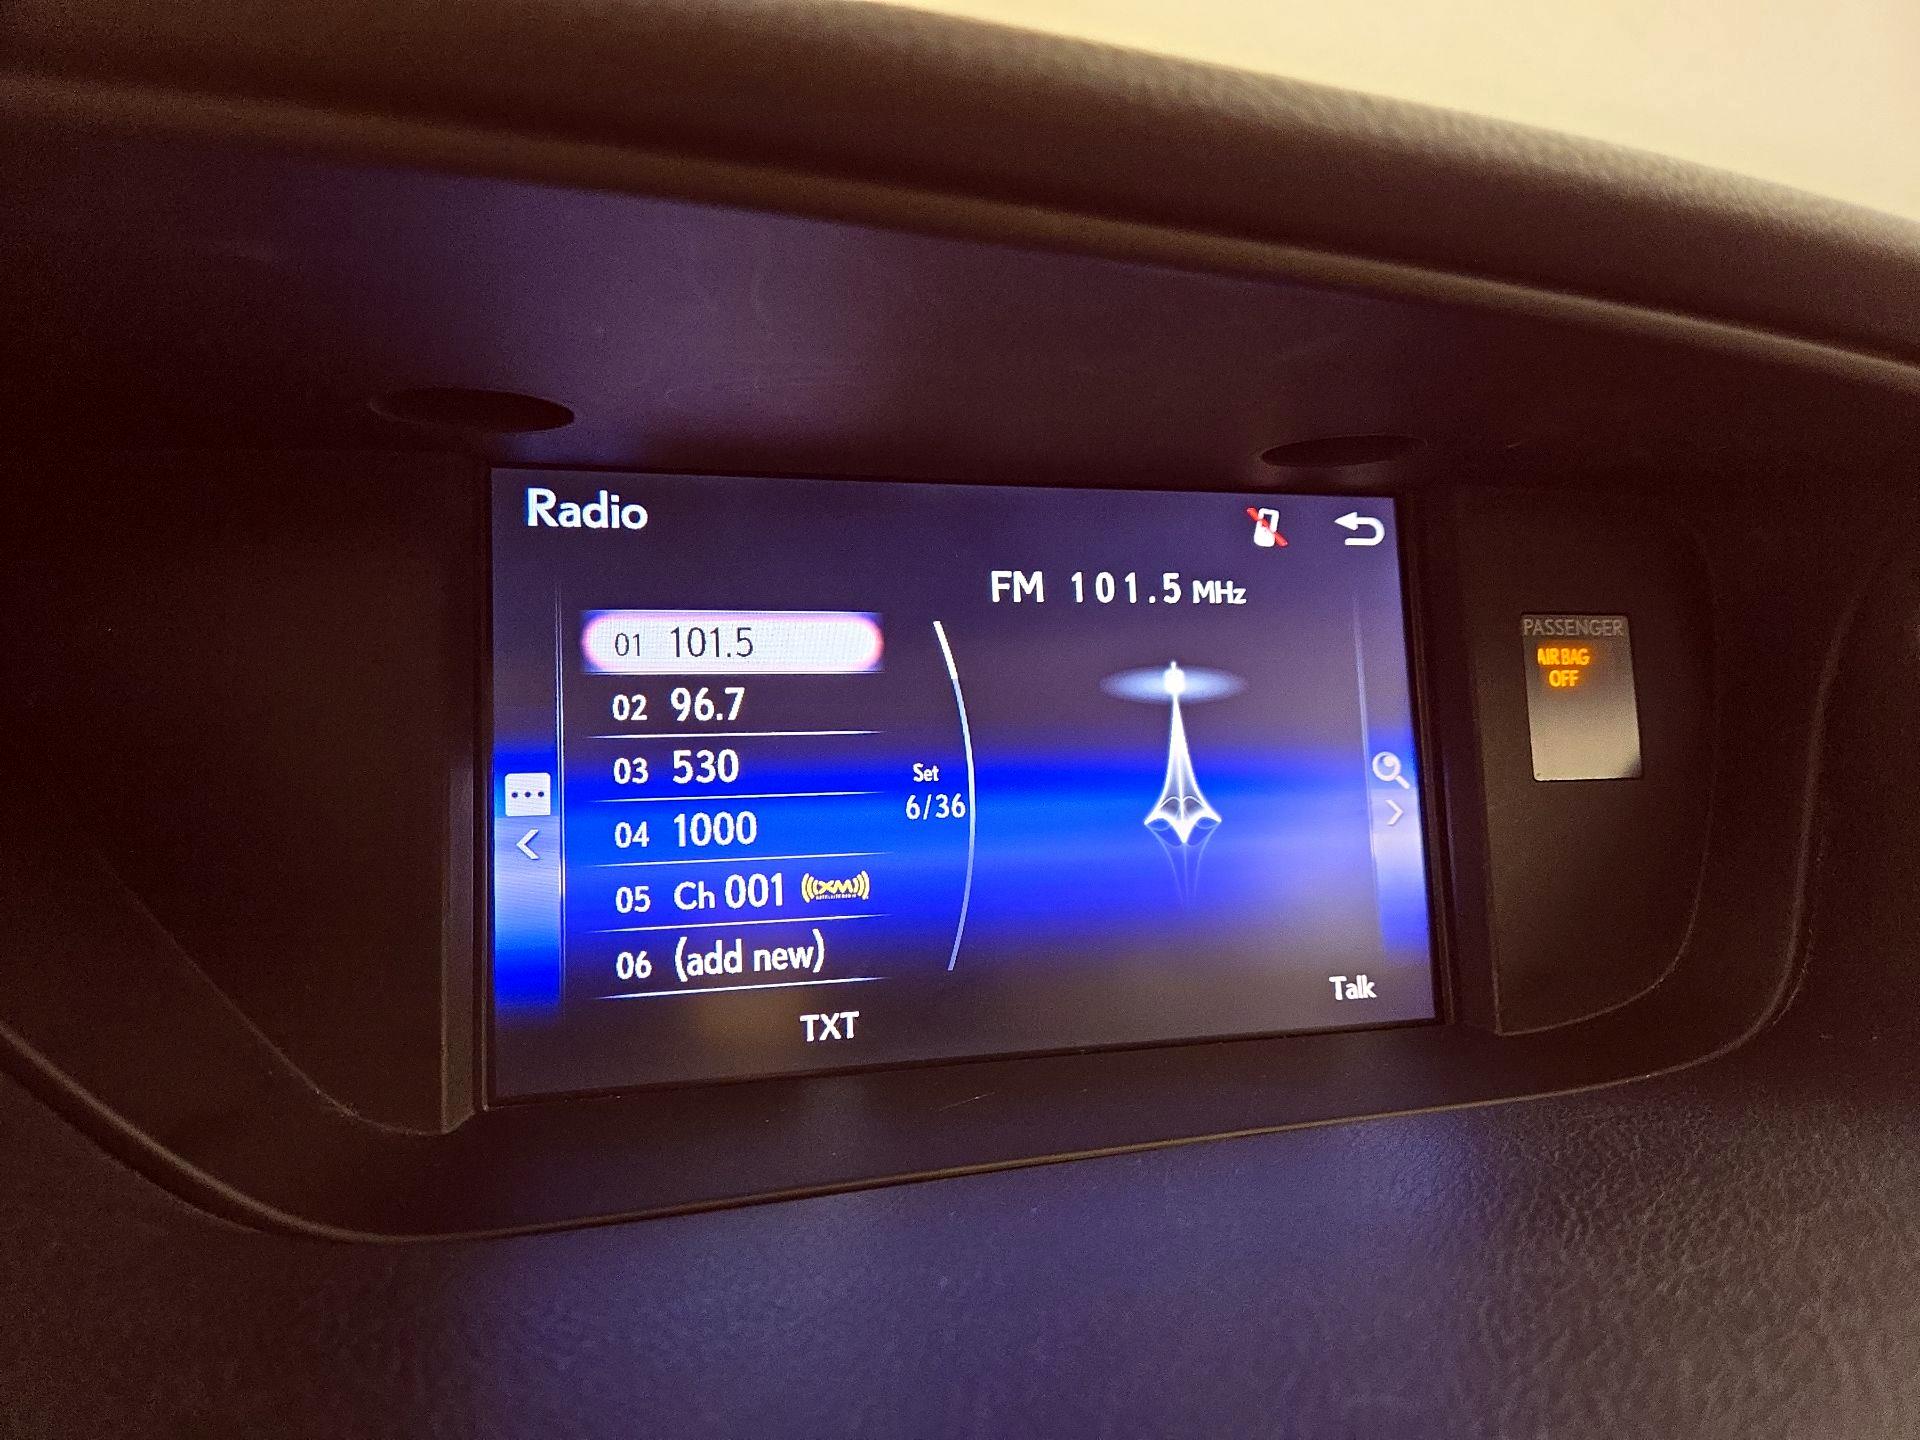 Radio
FM 101.5 MHz
01 101.5
02 96.7
03 530
04 1000
05 Ch 001 ((XM))
06 (add new)
Set
6/36
TXT
Talk
PASSENGER
AIR BAG
OFF